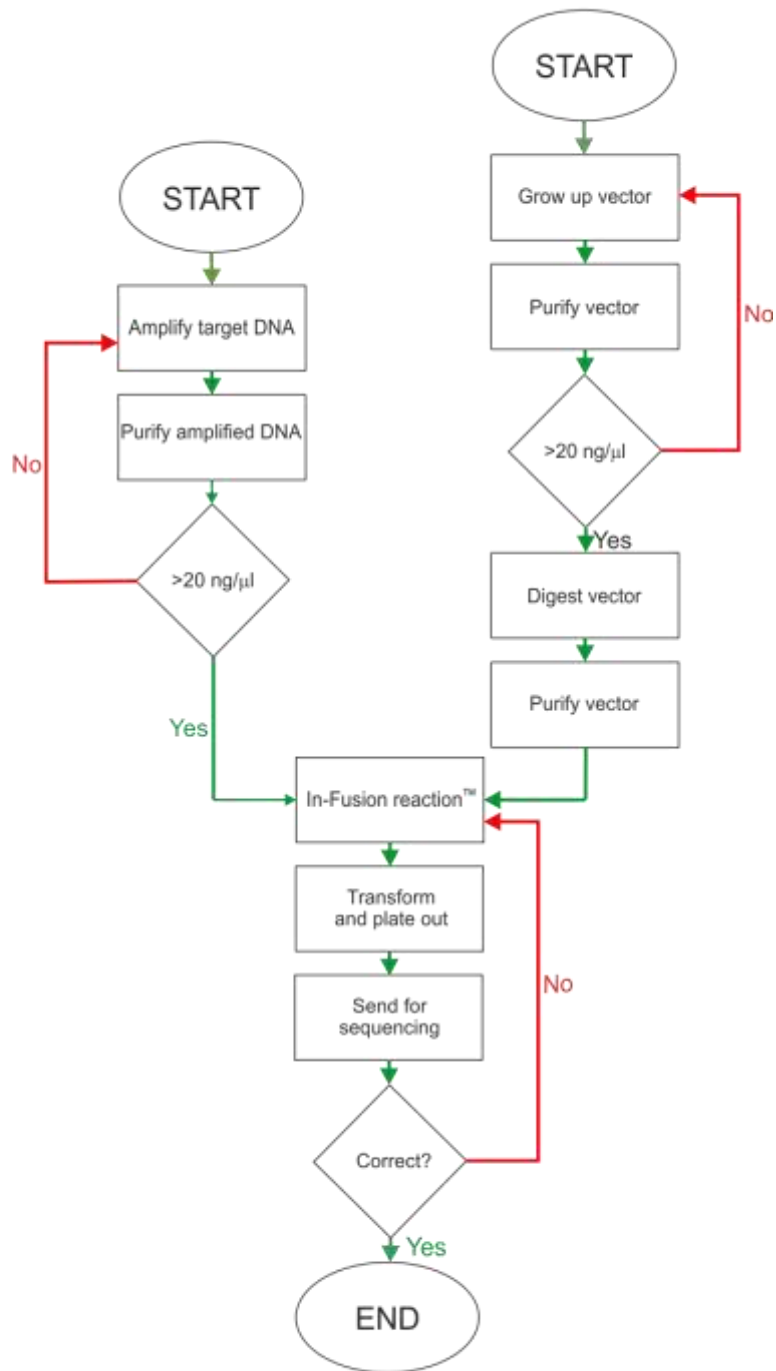 START
Grow up vector
Purify vector
No
>20 ng/μl
Yes
Digest vector
Purify vector
START
Amplify target DNA
Purify amplified DNA
No
>20 ng/μl
Yes
In-Fusion reaction™
Transform
and plate out
Send for
sequencing
No
Correct?
Yes
END